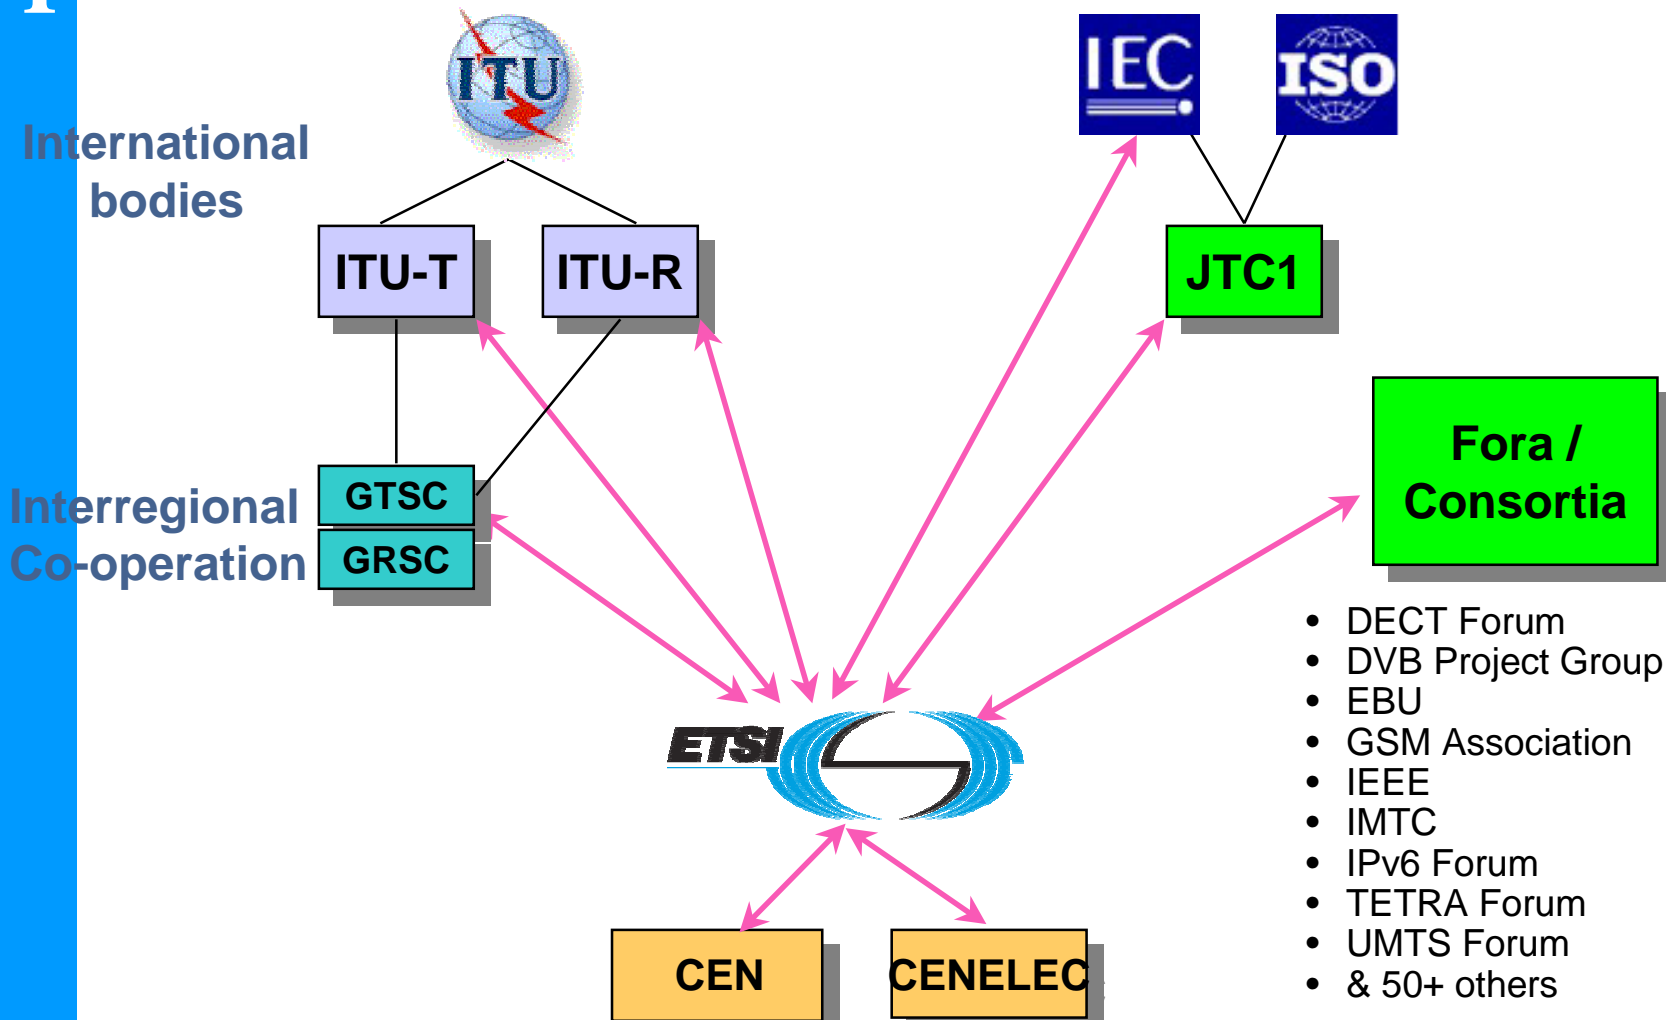 ITU
IEC
ISO
International
bodies
ITU-T
ITU-R
JTC1
Fora /
Consortia
GTSC
GRSC
Interregional
Co-operation
• DECT Forum
• DVB Project Group
• EBU
• GSM Association
• IEEE
• IMTC
• IPv6 Forum
• TETRA Forum
• UMTS Forum
• & 50+ others
ETSI
CEN
CENELEC